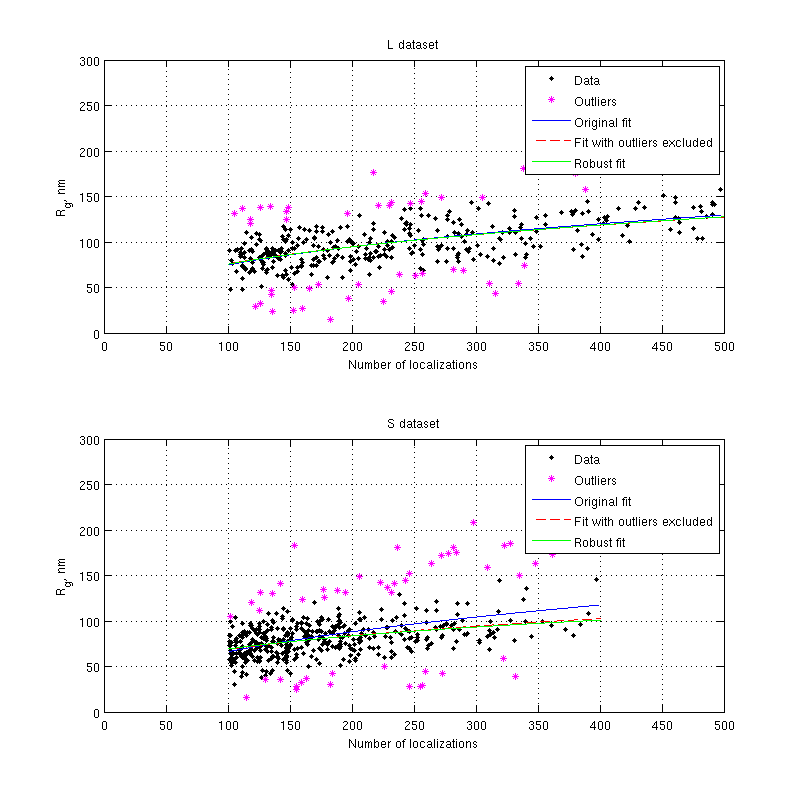 L dataset
300
250
200
150
100
50
0
Rg, nm
Data
Outliers
Original fit
Fit with outliers excluded
Robust fit
0 50 100 150 200 250 300 350 400 450 500
Number of localizations
S dataset
300
250
200
150
100
50
0
Rg, nm
Data
Outliers
Original fit
Fit with outliers excluded
Robust fit
0 50 100 150 200 250 300 350 400 450 500
Number of localizations